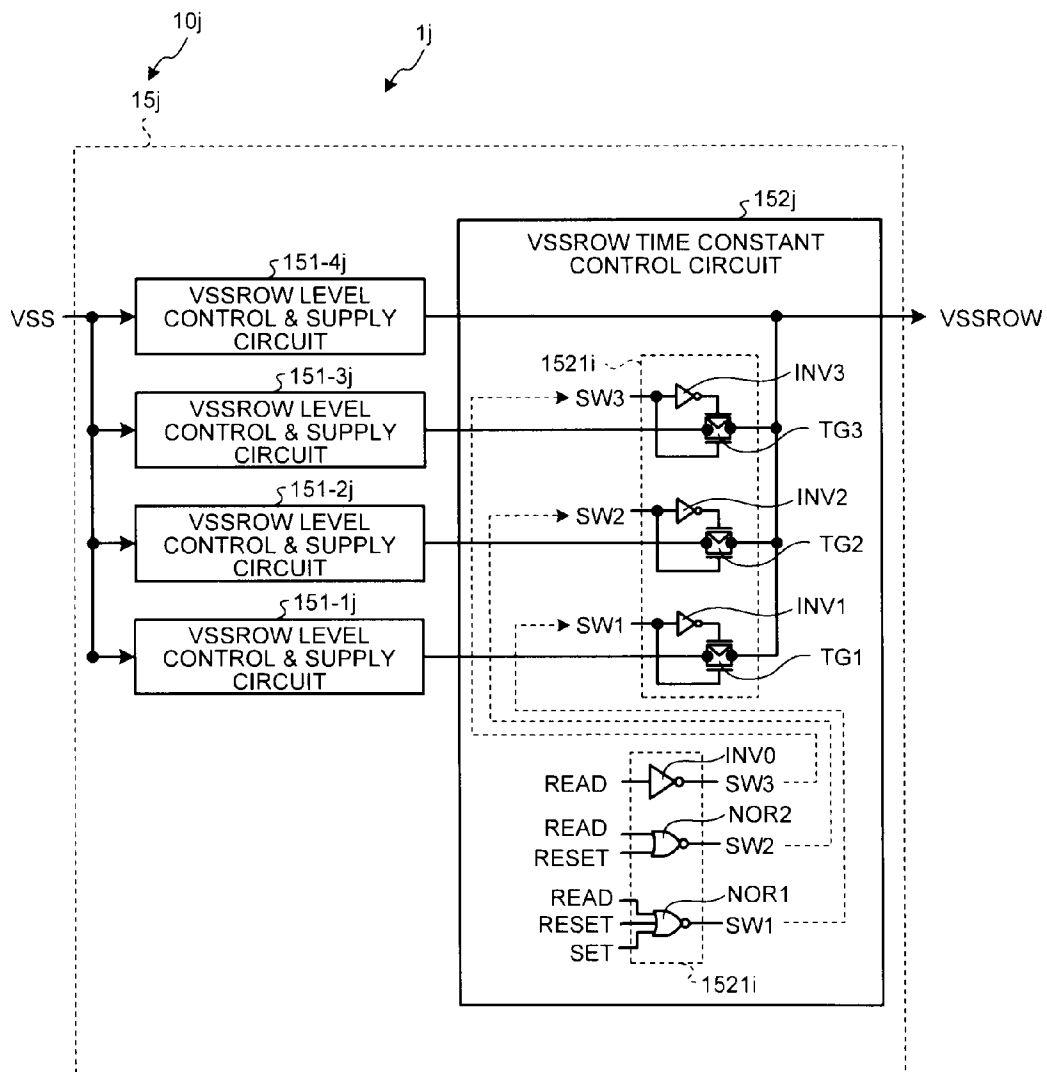 10j
1j
15j
152j
VSSROW TIME CONSTANT
CONTROL CIRCUIT
151-4j
VSSROW LEVEL
CONTROL & SUPPLY
CIRCUIT
VSS
VSSROW
1521i
INV3
SW3
TG3
151-3j
VSSROW LEVEL
CONTROL & SUPPLY
CIRCUIT
INV2
SW2
TG2
151-2j
VSSROW LEVEL
CONTROL & SUPPLY
CIRCUIT
INV1
SW1
TG1
151-1j
VSSROW LEVEL
CONTROL & SUPPLY
CIRCUIT
INV0
READ
SW3
NOR2
READ
RESET
SW2
NOR1
READ
RESET
SET
SW1
1521i